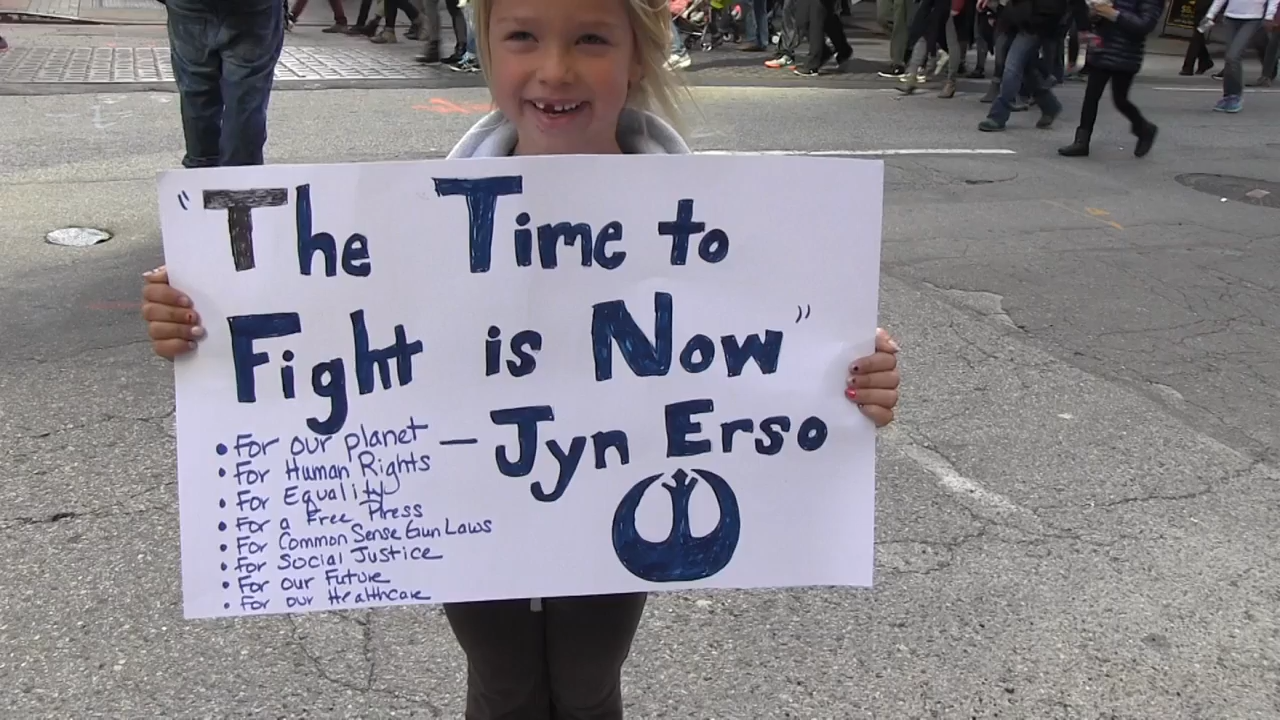 "The Time to
Fight is Now"
- Jyn Erso
• For our planet
• For Human Rights
• For Equality
• For a Free Press
• For Common Sense Gun Laws
• For Social Justice
• For our Future
• For our Healthcare